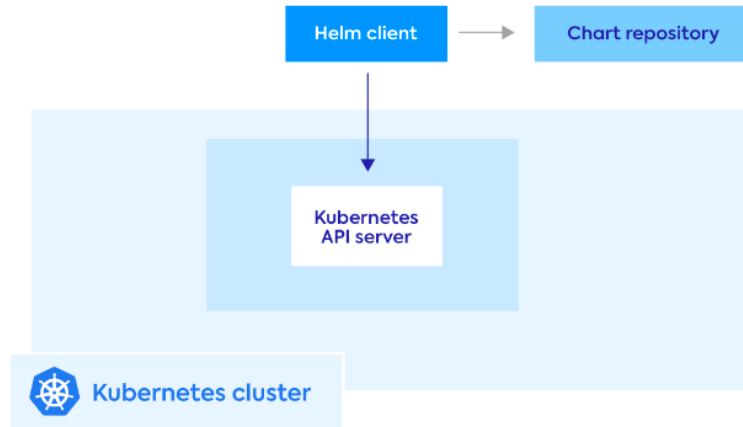 Helm client
Chart repository
Kubernetes
API server
Kubernetes cluster